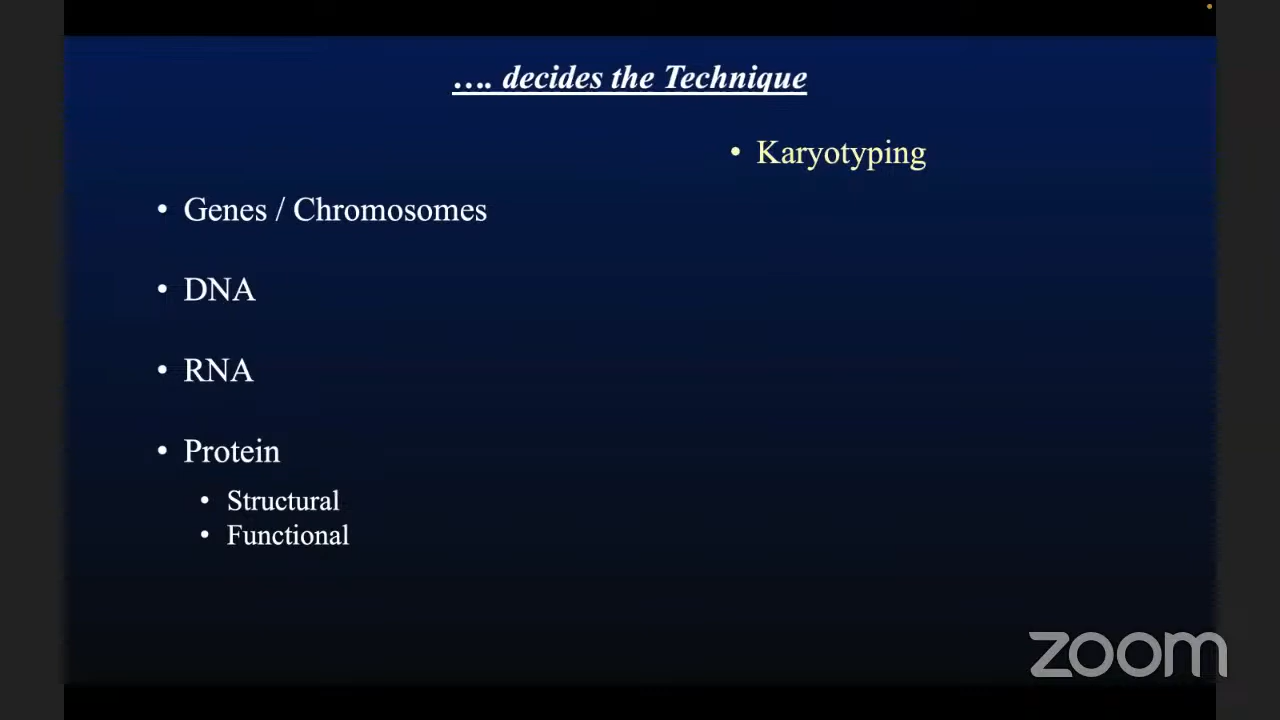 …. decides the Technique
• Karyotyping
• Genes / Chromosomes
• DNA
• RNA
• Protein
• Structural
• Functional
zoom